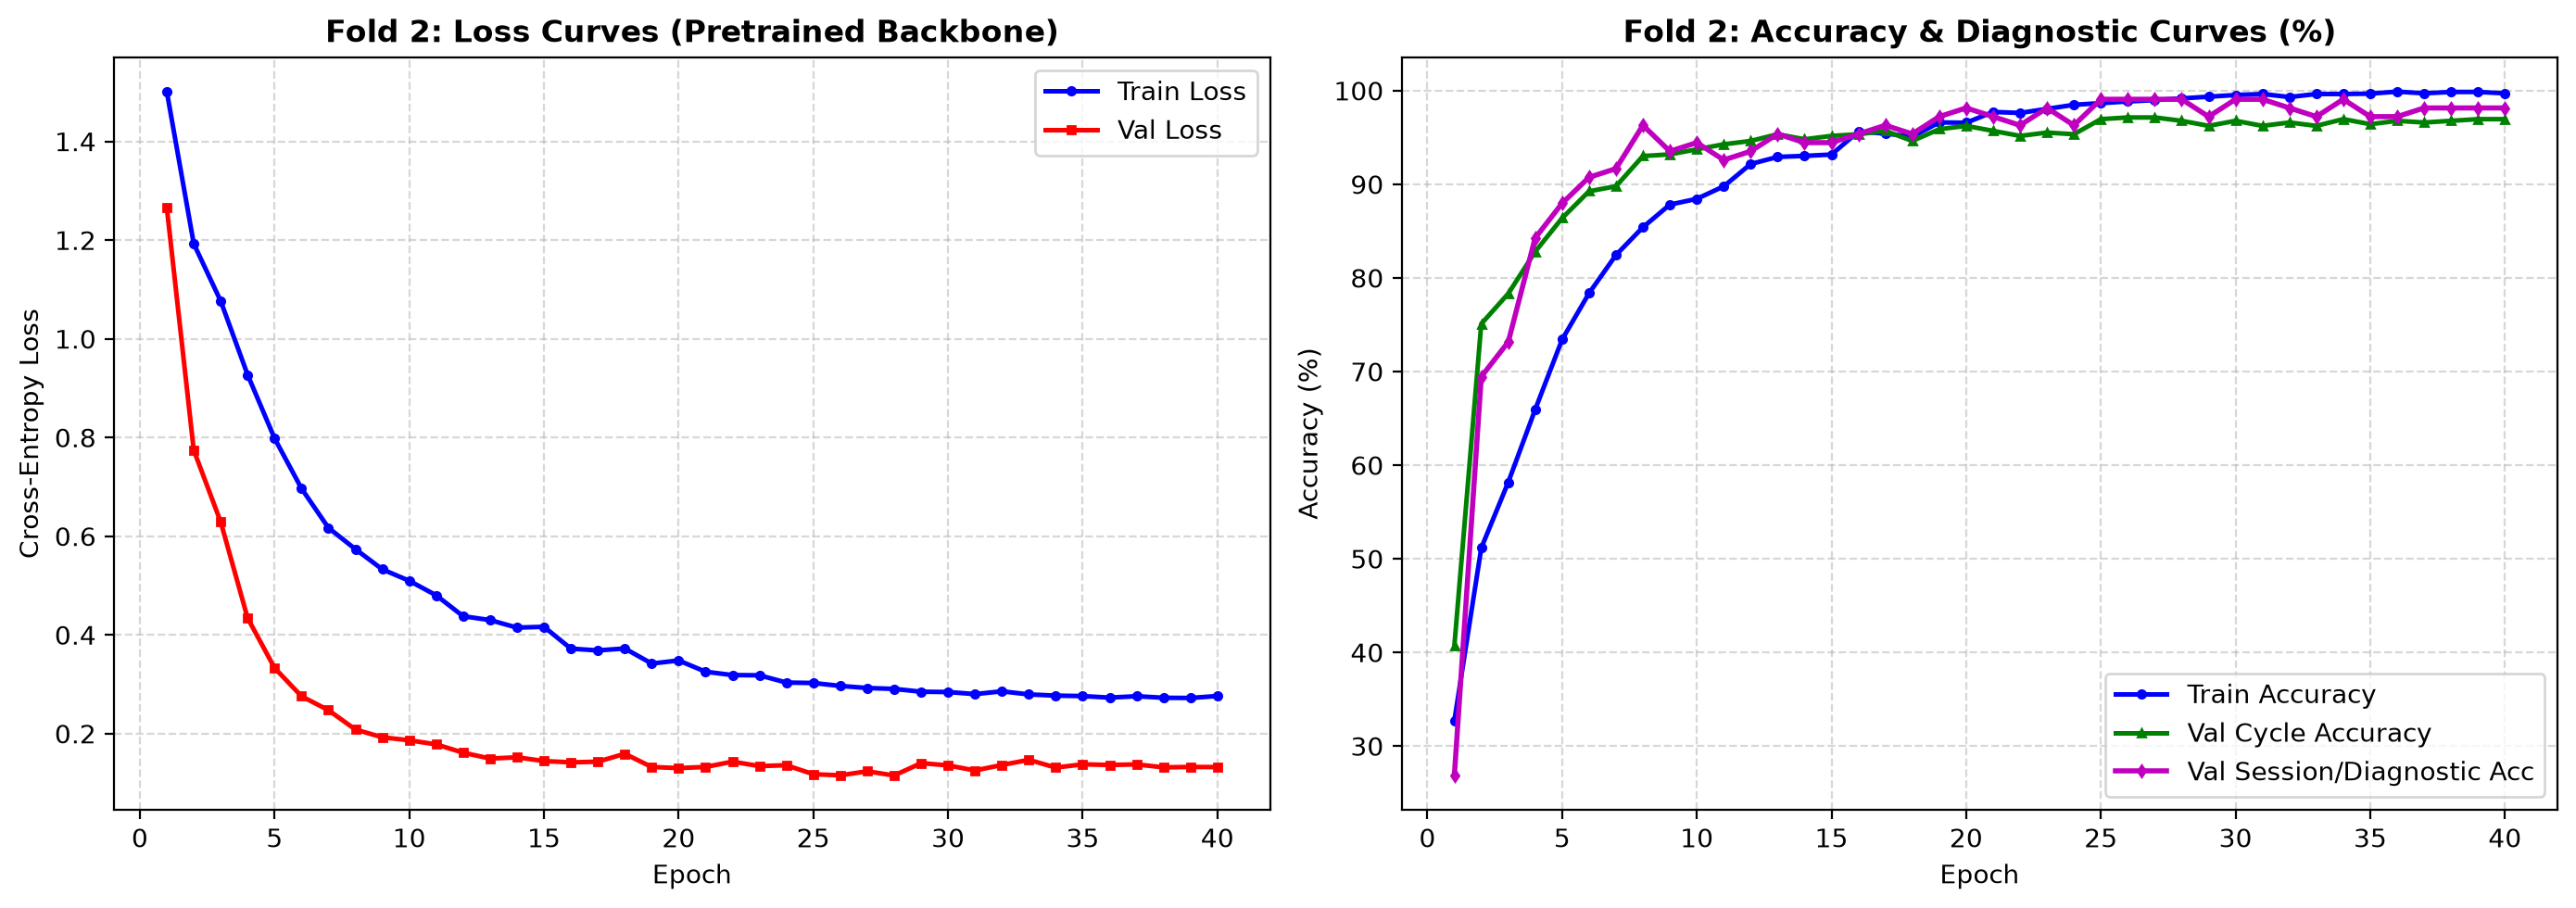 Fold 2: Loss Curves (Pretrained Backbone)
Train Loss
Val Loss
Cross-Entropy Loss
1.4
1.2
1.0
0.8
0.6
0.4
0.2
0 5 10 15 20 25 30 35 40
Epoch
Fold 2: Accuracy & Diagnostic Curves (%)
Accuracy (%)
100
90
80
70
60
50
40
30
Train Accuracy
Val Cycle Accuracy
Val Session/Diagnostic Acc
0 5 10 15 20 25 30 35 40
Epoch